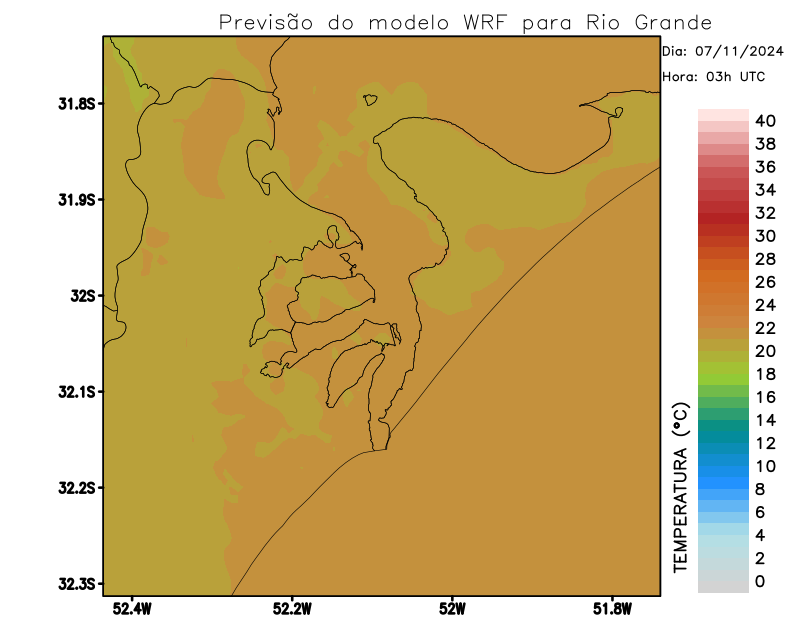 Previsão do modelo WRF para Rio Grande
Dia: 07/11/2024
Hora: 03h UTC
31.8S
31.9S
32S
32.1S
32.2S
32.3S
52.4W
52.2W
52W
51.8W
TEMPERATURA (°C)
40
38
36
34
32
30
28
26
24
22
20
18
16
14
12
10
8
6
4
2
0